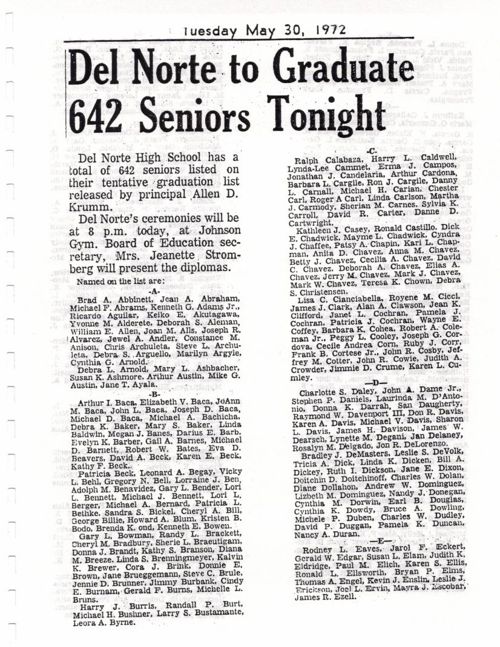 Tuesday May 30, 1972
Del Norte to Graduate
642 Seniors Tonight
Del Norte High School has a
total of 642 seniors listed on
their tentative graduation list
released by principal Allen D.
Krumm.
Del Norte's ceremonies will be
at 8 p.m. today, at Johnson
Gym. Board of Education sec-
retary, Mrs. Jeanette Strom-
berg will present the diplomas.
Named on the list are:
-A-
Brad A. Abbinett, Jean A. Abraham,
Michael F. Abrams, Kenneth G. Adams Jr.,
Ricardo Aguilar, Keiko E. Akutagawa,
Yvonne M. Alderete, Deborah S. Aleman,
William E. Allen, Joan M. Alls, Joseph R.
Alvarez, Jewel A. Andler, Constance M.
Anison, Chris Archuleta, Steve L. Archu-
leta, Debra S. Arguello, Marilyn Argyle,
Cynthia G. Arnold.
Debra L. Arnold, Mary L. Ashbacher,
Susan K. Ashmore, Arthur Austin, Mike G.
Austin, Jane T. Ayala.
-B-
Arthur I. Baca, Elizabeth V. Baca, JoAnn
M. Baca, John L. Baca, Joseph D. Baca,
Michael D. Baca, Michael A. Bachicha,
Debra K. Baker, Mary S. Baker, Linda
Baldwin, Megan J. Banes, Darius E. Barb,
Evelyn K. Barber, Gail A. Barnes, Michael
D. Barnett, Robert W. Bates, Eva D.
Beavers, David A. Beck, Karen E. Beck,
Kathy F. Beck.
Patricia Beck, Leonard A. Begay, Vicky
L. Behl, Gregory N. Bell, Lorraine J. Ben,
Adolph M. Benavidez, Gary L. Bender, Lori
L. Bennett, Michael J. Bennett, Lori L.
Berger, Michael A. Bernard, Patricia L.
Bethke, Sandra S. Bickel, Cheryl A. Bill,
George Billie, Howard A. Blum, Kristen B.
Bodo, Brenda K. ond, Kenneth E. Bowen.
Gary L. Bowman, Randy L. Brackett,
Cheryl M. Bradbury, Sherie L. Braeutigam,
Donna J. Brandt, Kathy S. Branson, Diana
M. Breeze, Linda S. Brenningmeyer, Kalvin
K. Brewer, Cora J. Brink, Donnie E.
Brown, Jane Brueggemann, Steve C. Brule,
Jennie D. Brunner, Jimmy Burbank, Cindy
E. Burnam, Gerald F. Burns, Michelle L.
Bruns.
Harry J. Burris, Randall P. Burt,
Michael H. Bushner, Larry S. Bustamante,
Leora A. Byrne.
-C-
Ralph Calabaza, Harry L. Caldwell,
Lynda-Lee Cammet, Erma G. Campos,
Jonathan J. Candelaria, Arthur Cardona,
Barbara L. Cargile, Ron J. Cargile, Danny
L. Carnall, Michael H. Carian, Chester
Carl, Roger A Carl, Linda Carlson, Martha
J. Carmody, Sherian M. Carnes, Sylvia K.
Carroll, David R. Carter, Danne D.
Cartwright.
Kathleen J. Casey, Ronald Castillo, Dick
E. Chadwick, Mayne L. Chadwick, Cyndra
J. Chaffee, Patsy A. Chapin, Karl L. Chap-
man, Anita D. Chavez, Anna M. Chavez,
Betty J. Chavez, Cecilia A. Chavez, David
C. Chavez, Deborah A. Chavez, Elias A.
Chavez, Jerry M. Chavez, Mark J. Chavez,
Mark W. Chavez, Teresa K. Chown, Debra
S. Christensen.
Lisa C. Cianciabella, Royene M. Cicci,
James J. Clark, Alan A. Clawson, Jean K.
Clifford, Janet L. Cochran, Pamela J.
Cochran, Patricia J. Cochran, Wayne E.
Coffey, Barbara K. Cohea, Robert A. Cole-
man Jr., Peggy L. Cooley, Joseph G. Cor-
dova, Cecile Andrea Corn, Ruby J. Corr,
Frank B. Cortese Jr., John R. Cosby, Jef-
frey M. Cotter, John R. Cowie, Judith A.
Crowder, Jimmie D. Crume, Karen L. Cu-
miey.
-D-
Charlotte S. Daley, John A. Dame Jr.,
Stephen P. Daniels, Laurinda M. D'Anto-
nio, Donna K. Darrah, San Daugherty,
Raymond W. Davenport III, Don R. Davis,
Karen A. Davis, Michael V. Davis, Sharon
L. Davis, James H. Davison, James W.
Dearsch, Lynette M. Degani, Jan Delaney,
Rosalyn M. Delgado, Jon R. DeLorenzo.
Bradley J. DeMasters, Leslie S. DeVolk,
Tricia A. Dick, Linda K. Dicken, Bill A.
Dickey, Ruth I. Dickson, Jane E. Dixon,
Doitchin D. Doitchinoff, Charles W. Dolan,
Diane Dollahon, Andrew W. Dominguez,
Lizbeth M. Dominguez, Nandy J. Donegan,
Cynthia M. Dorwin, Earl B. Douglas,
Cynthia K. Dowdy, Bruce A. Dowling,
Michele P. Duben, Charles W. Dudley,
David P. Duggan, Pamela K. Duncan,
Nancy A. Duran.
-E-
Rodney L. Eaves, Jarol F. Eckert,
Gerald W. Edgar, Susan L. Elam, Judith K.
Eldridge, Paul M. Elich, Karen S. Ellis,
Ronald L. Ellsworth, Bryan P. Elms,
Thomas A. Engel, Kevin J. Enslin, Leslie J.
Erickson, Joel L. Ervin, Mayra J. Escobar,
James R. Ezell.